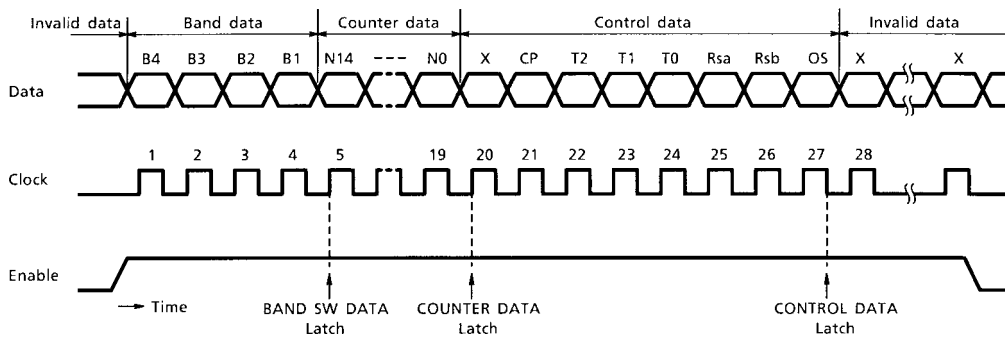 Invalid data Band data Counter data Control data Invalid data
B4 B3 B2 B1 N14 ---- N0 X CP T2 T1 T0 Rsa Rsb OS X X
Data
1 2 3 4 5 19 20 21 22 23 24 25 26 27 28
Clock
Enable
Time
BAND SW DATA COUNTER DATA CONTROL DATA
Latch Latch Latch